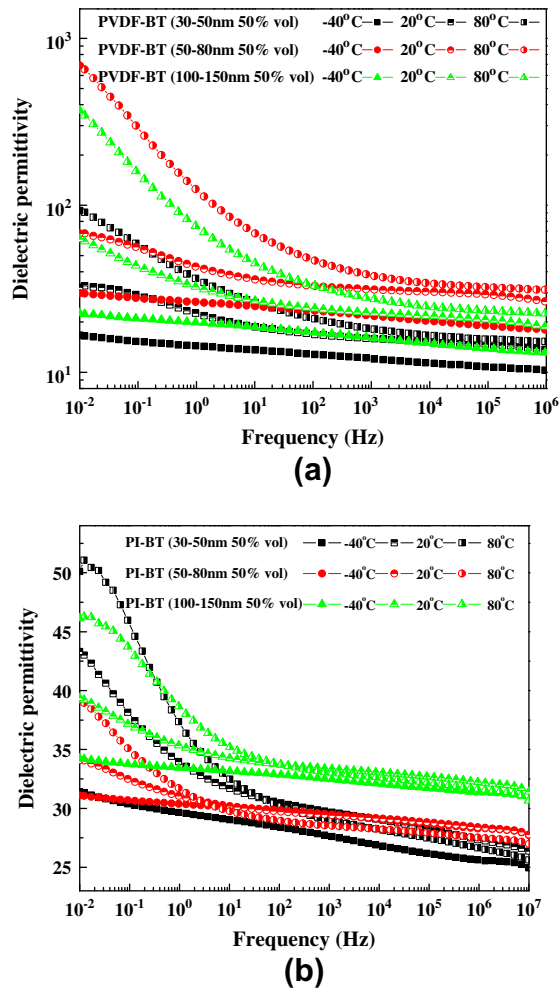 PVDF-BT (30-50nm 50% vol) -40°C 20°C 80°C
PVDF-BT (50-80nm 50% vol) -40°C 20°C 80°C
PVDF-BT (100-150nm 50% vol) -40°C 20°C 80°C
Dielectric permittivity
10³
10²
10¹
10⁻² 10⁻¹ 10⁰ 10¹ 10² 10³ 10⁴ 10⁵ 10⁶
Frequency (Hz)
(a)
PI-BT (30-50nm 50% vol) -40°C 20°C 80°C
PI-BT (50-80nm 50% vol) -40°C 20°C 80°C
PI-BT (100-150nm 50% vol) -40°C 20°C 80°C
Dielectric permittivity
50
45
40
35
30
25
10⁻² 10⁻¹ 10⁰ 10¹ 10² 10³ 10⁴ 10⁵ 10⁶ 10⁷
Frequency (Hz)
(b)